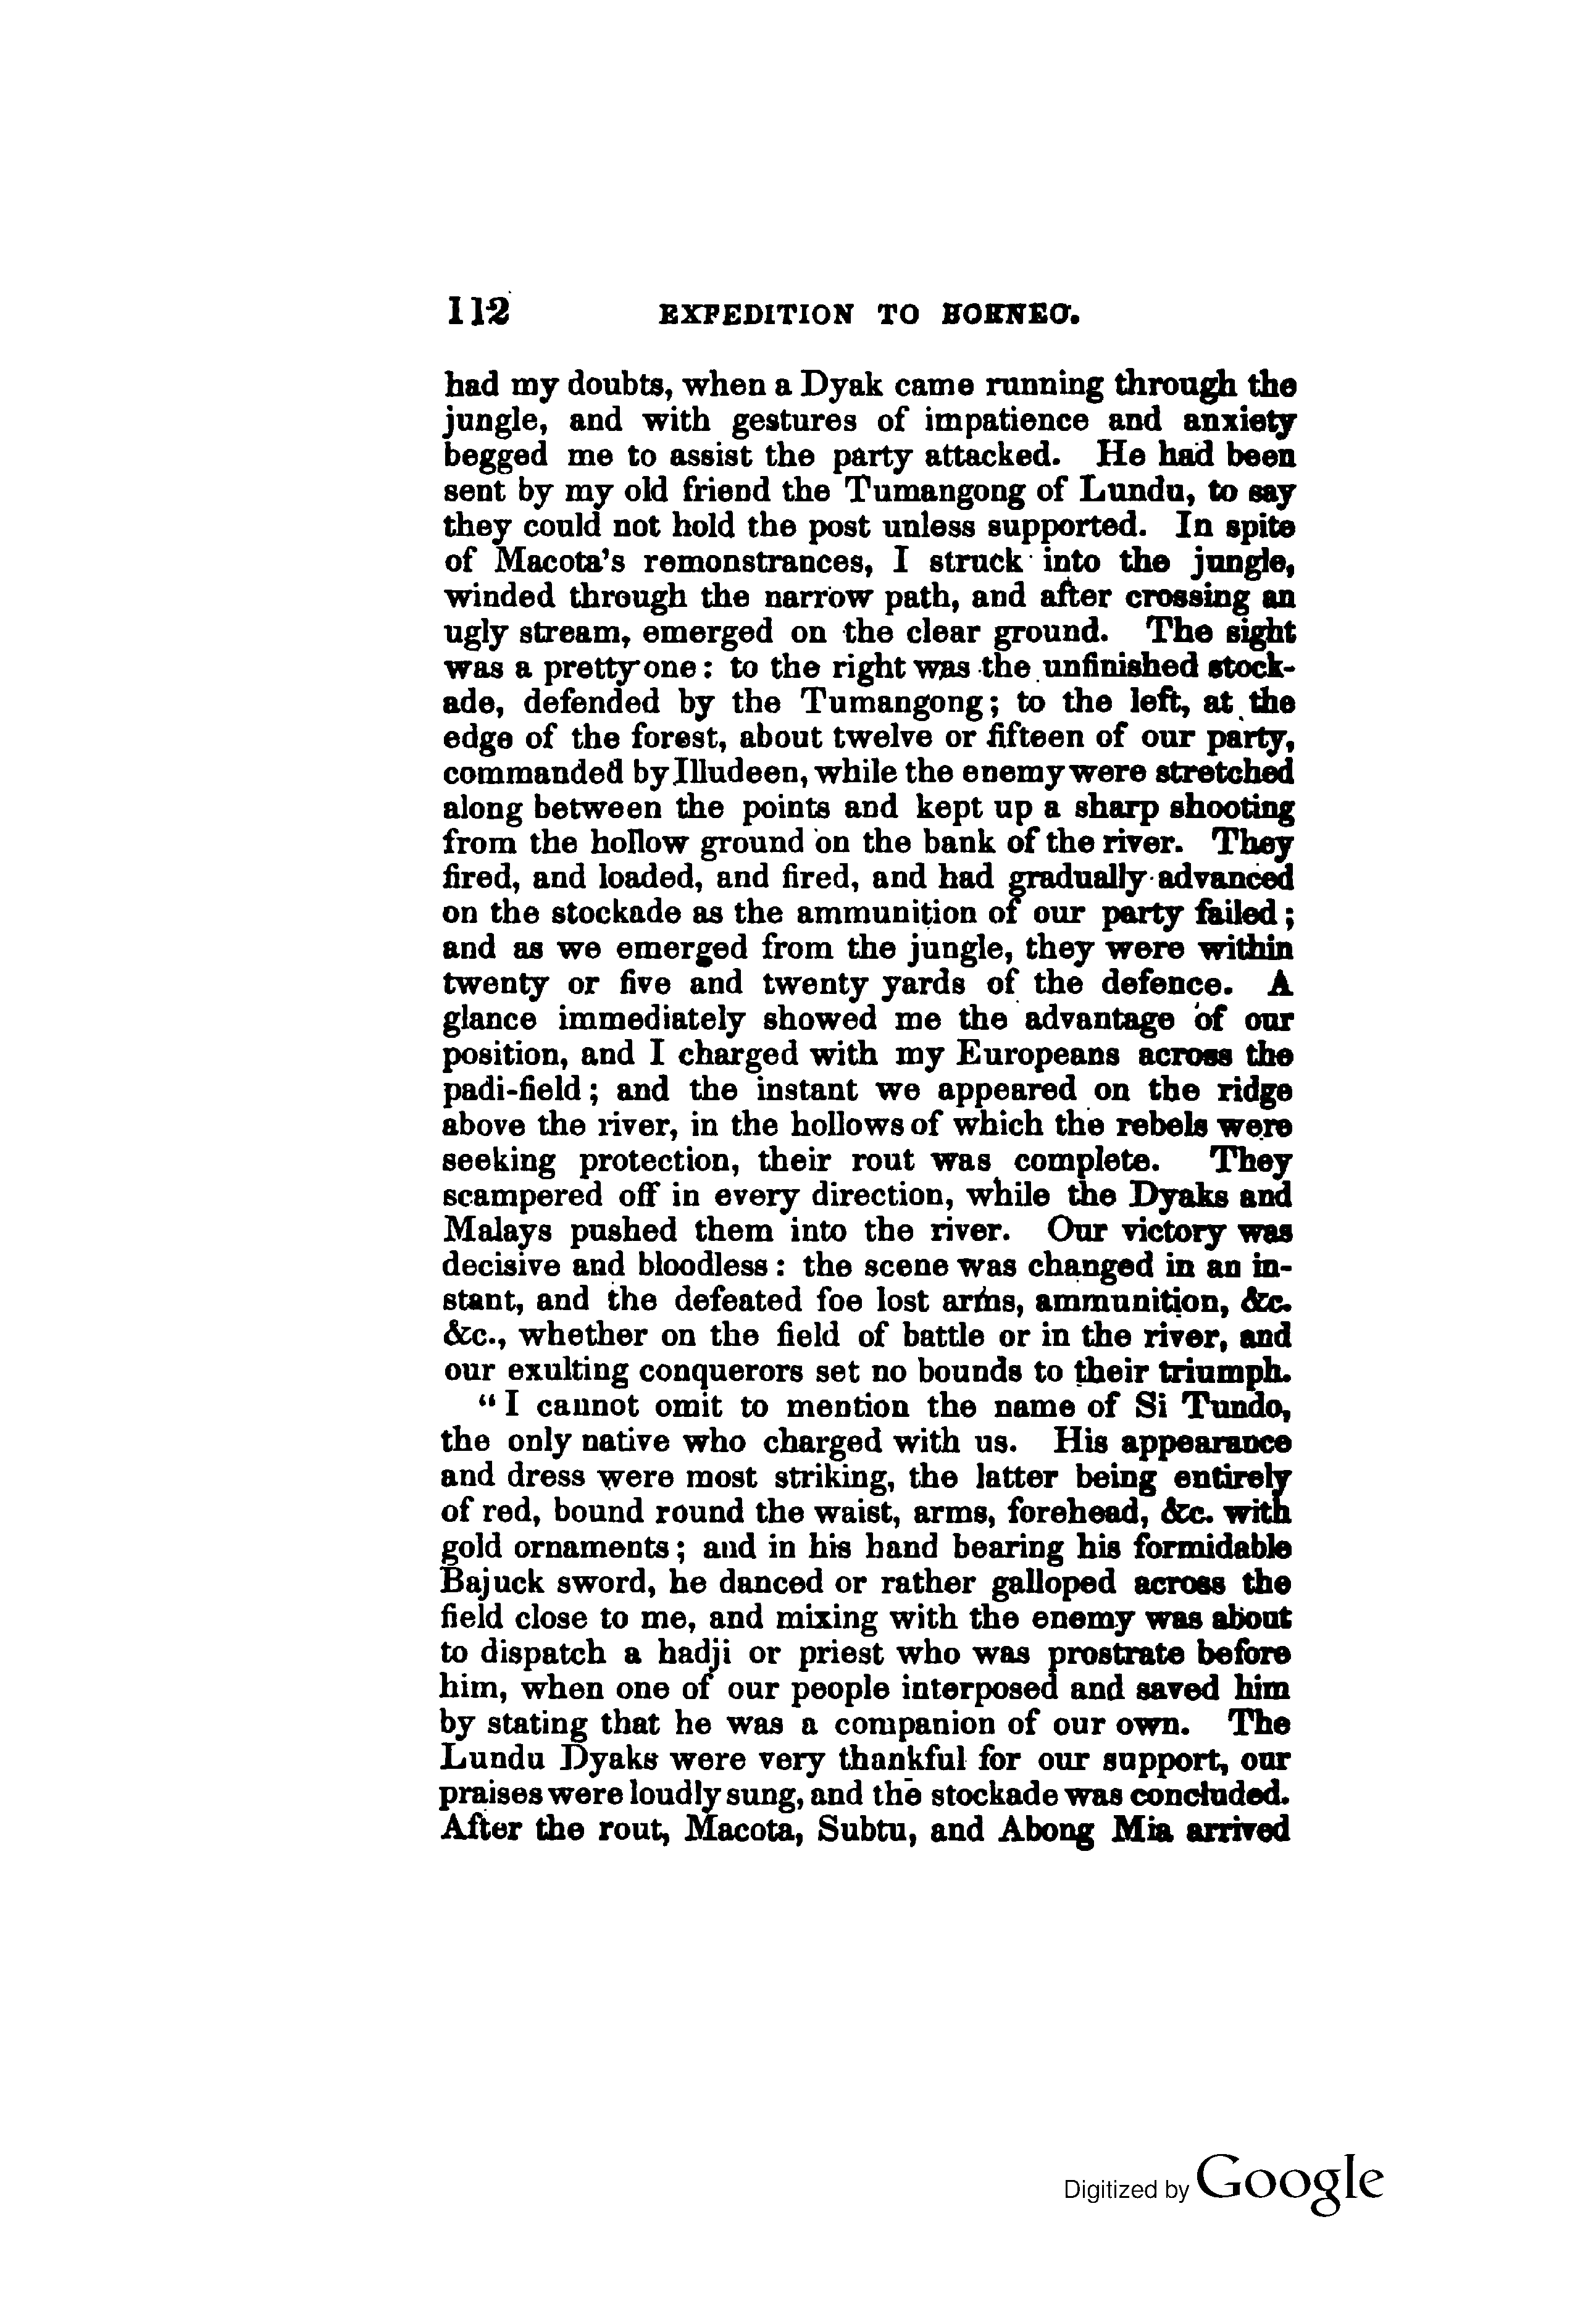 112 EXPEDITION TO BORNEO.
had my doubts, when a Dyak came running through the
jungle, and with gestures of impatience and anxiety
begged me to assist the party attacked. He had been
sent by my old friend the Tumangong of Lundu, to say
they could not hold the post unless supported. In spite
of Macota's remonstrances, I struck into the jungle,
winded through the narrow path, and after crossing an
ugly stream, emerged on the clear ground. The sight
was a pretty one: to the right was the unfinished stock-
ade, defended by the Tumangong; to the left, at the
edge of the forest, about twelve or fifteen of our party,
commanded by Illudeen, while the enemy were stretched
along between the points and kept up a sharp shooting
from the hollow ground on the bank of the river. They
fired, and loaded, and fired, and had gradually advanced
on the stockade as the ammunition of our party failed;
and as we emerged from the jungle, they were within
twenty or five and twenty yards of the defence. A
glance immediately showed me the advantage of our
position, and I charged with my Europeans across the
padi-field; and the instant we appeared on the ridge
above the river, in the hollows of which the rebels were
seeking protection, their rout was complete. They
scampered off in every direction, while the Dyaks and
Malays pushed them into the river. Our victory was
decisive and bloodless: the scene was changed in an in-
stant, and the defeated foe lost arms, ammunition, &c.
&c., whether on the field of battle or in the river, and
our exulting conquerors set no bounds to their triumph.
"I cannot omit to mention the name of Si Tundo,
the only native who charged with us. His appearance
and dress were most striking, the latter being entirely
of red, bound round the waist, arms, forehead, &c. with
gold ornaments; and in his hand bearing his formidable
Bajuck sword, he danced or rather galloped across the
field close to me, and mixing with the enemy was about
to dispatch a hadji or priest who was prostrate before
him, when one of our people interposed and saved him
by stating that he was a companion of our own. The
Lundu Dyaks were very thankful for our support, our
praises were loudly sung, and the stockade was concluded.
After the rout, Macota, Subtu, and Abong Mia arrived
Digitized by Google